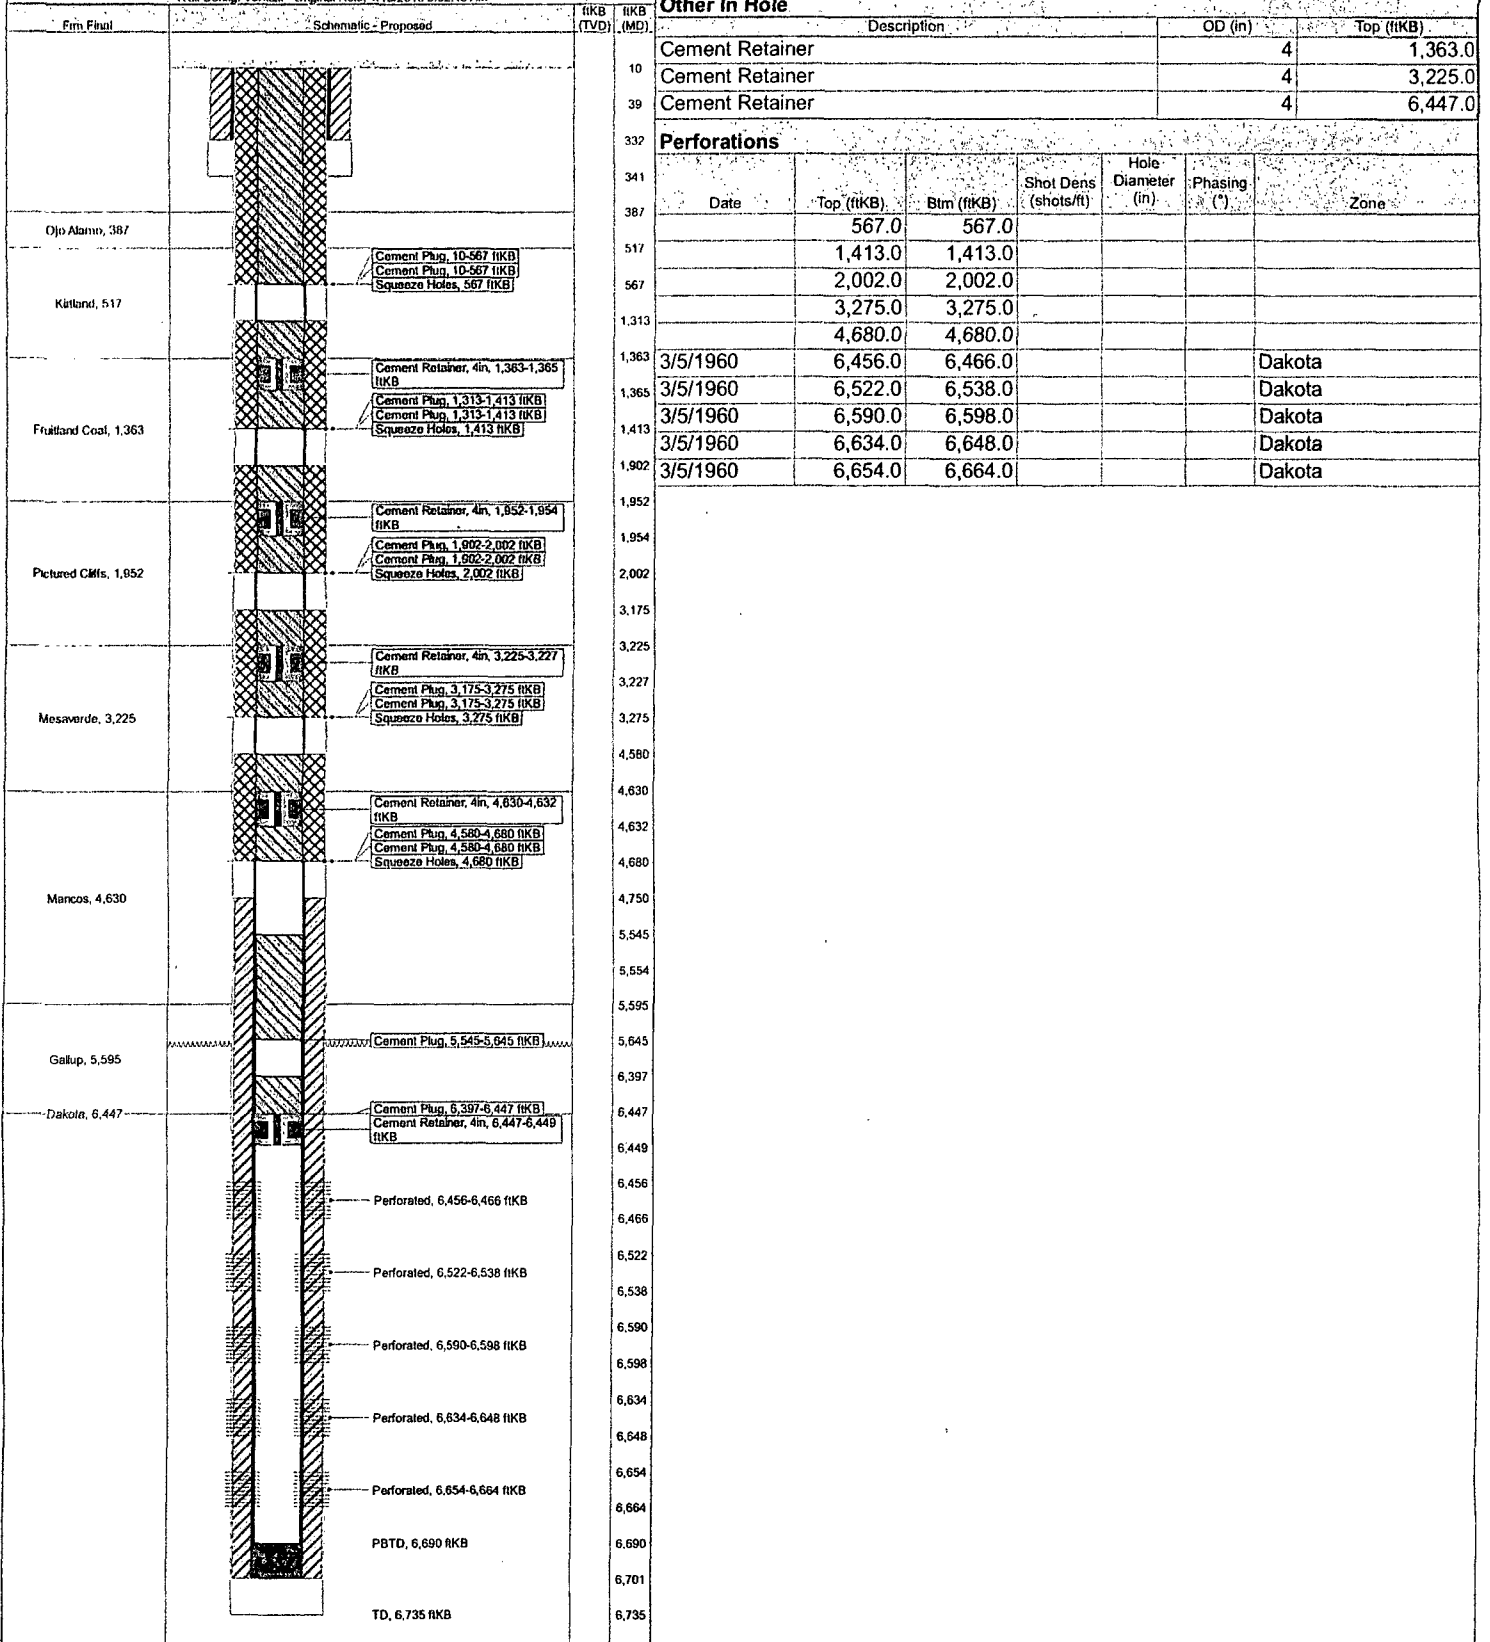 Other In Hole
Frm Final
Schematic - Proposed
ftKB (TVD)
ftKB (MD)
Description
OD (in)
Top (ftKB)
Cement Retainer 4 1,363.0
Cement Retainer 4 3,225.0
Cement Retainer 4 6,447.0
Perforations
Date
Top (ftKB)
Btm (ftKB)
Shot Dens (shots/ft)
Hole Diameter (in)
Phasing (°)
Zone
567.0 567.0
1,413.0 1,413.0
2,002.0 2,002.0
3,275.0 3,275.0
4,680.0 4,680.0
3/5/1960 6,456.0 6,466.0 Dakota
3/5/1960 6,522.0 6,538.0 Dakota
3/5/1960 6,590.0 6,598.0 Dakota
3/5/1960 6,634.0 6,648.0 Dakota
3/5/1960 6,654.0 6,664.0 Dakota
Ojo Alamo, 387
Kirtland, 517
Fruitland Coal, 1,363
Pictured Cliffs, 1,952
Mesaverde, 3,225
Mancos, 4,630
Gallup, 5,595
Dakota, 6,447
Cement Plug, 10-567 ftKB
Cement Plug, 10-567 ftKB
Squeeze Holes, 567 ftKB
Cement Retainer, 4in, 1,363-1,365
ftKB
Cement Plug, 1,313-1,413 ftKB
Cement Plug, 1,313-1,413 ftKB
Squeeze Holes, 1,413 ftKB
Cement Retainer, 4in, 1,952-1,954
ftKB
Cement Plug, 1,902-2,002 ftKB
Cement Plug, 1,902-2,002 ftKB
Squeeze Holes, 2,002 ftKB
Cement Retainer, 4in, 3,225-3,227
ftKB
Cement Plug, 3,175-3,275 ftKB
Cement Plug, 3,175-3,275 ftKB
Squeeze Holes, 3,275 ftKB
Cement Retainer, 4in, 4,630-4,632
ftKB
Cement Plug, 4,580-4,680 ftKB
Cement Plug, 4,580-4,680 ftKB
Squeeze Holes, 4,680 ftKB
Cement Plug, 5,545-5,645 ftKB
Cement Plug, 6,397-6,447 ftKB
Cement Retainer, 4in, 6,447-6,449
ftKB
Perforated, 6,456-6,466 ftKB
Perforated, 6,522-6,538 ftKB
Perforated, 6,590-6,598 ftKB
Perforated, 6,634-6,648 ftKB
Perforated, 6,654-6,664 ftKB
PBTD, 6,690 ftKB
TD, 6,735 ftKB
10
39
332
341
387
517
567
1,313
1,363
1,365
1,413
1,902
1,952
1,954
2,002
3,175
3,225
3,227
3,275
4,580
4,630
4,632
4,680
4,750
5,545
5,554
5,595
5,645
6,397
6,447
6,449
6,456
6,466
6,522
6,538
6,590
6,598
6,634
6,648
6,654
6,664
6,690
6,701
6,735